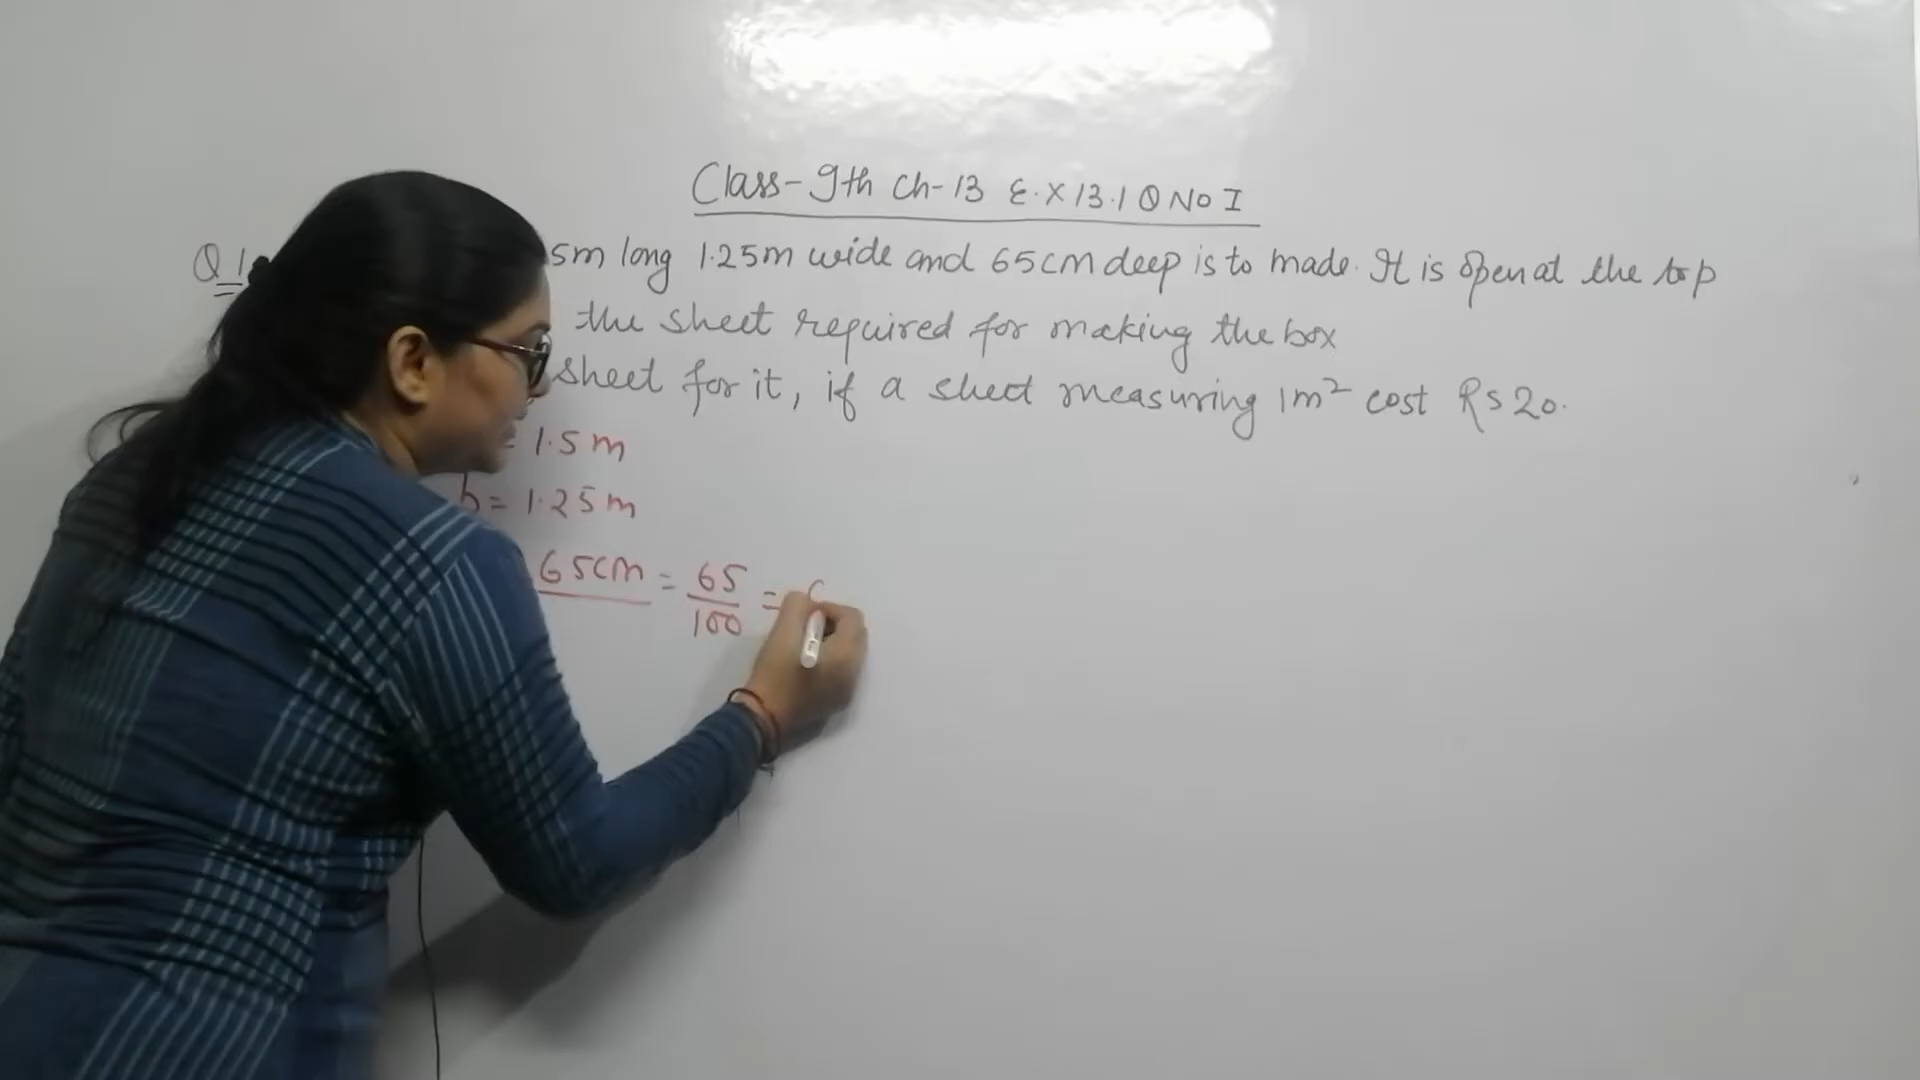 Class-9th Ch-13 E.X 13.1 Q No I
Q 1 5m long 1.25m wide and 65cm deep is to made. It is open at the top
the sheet required for making the box
sheet for it, if a sheet measuring 1m² cost Rs 20.
= 1.5 m
b = 1.25 m
65cm = 65/100 =